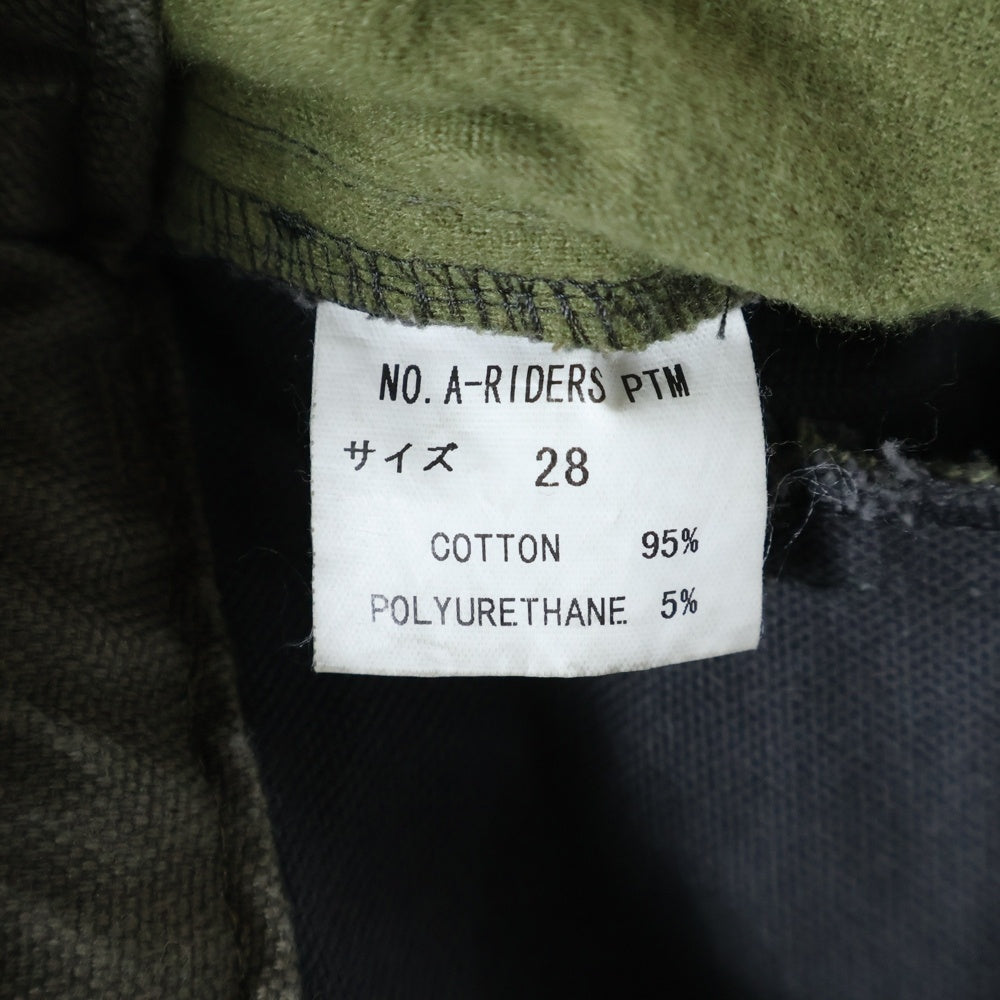 NO. A-RIDERS PTM
サイズ 28
COTTON 95%
POLYURETHANE 5%